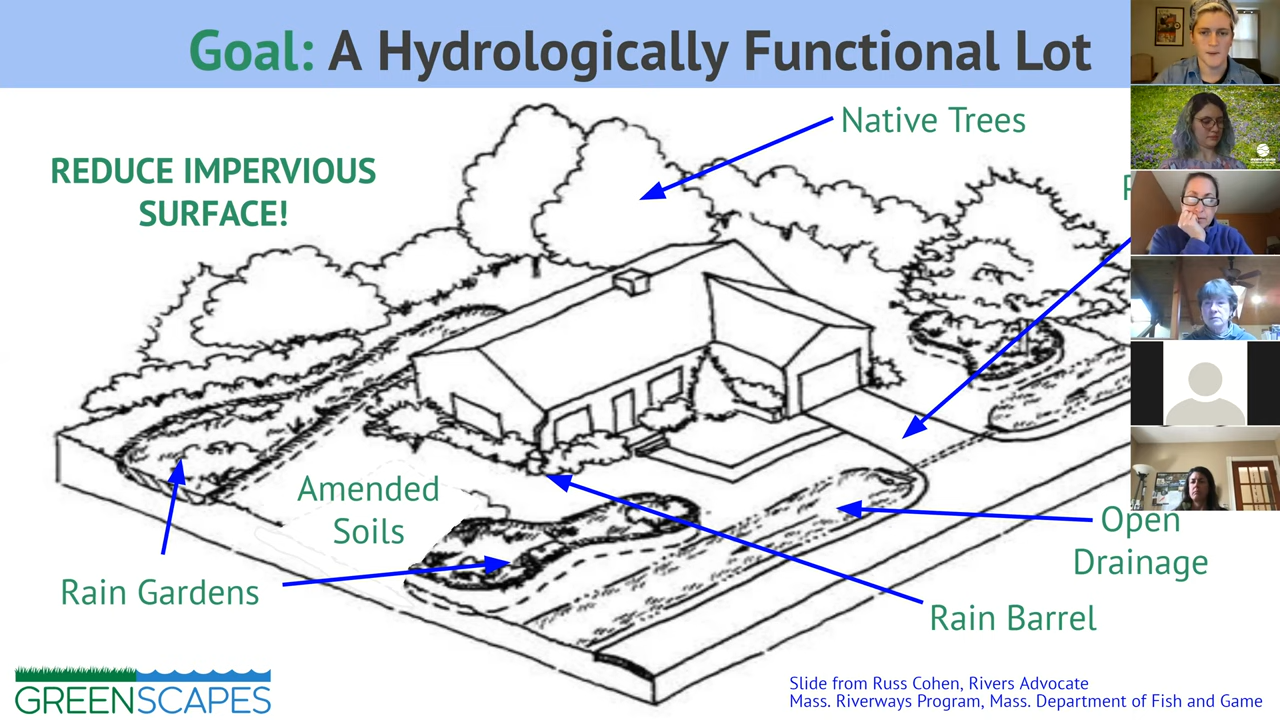 Goal: A Hydrologically Functional Lot
Native Trees
REDUCE IMPERVIOUS
SURFACE!
Amended
Soils
Open
Drainage
Rain Gardens
Rain Barrel
GREENSCAPES
Slide from Russ Cohen, Rivers Advocate
Mass. Riverways Program, Mass. Department of Fish and Game